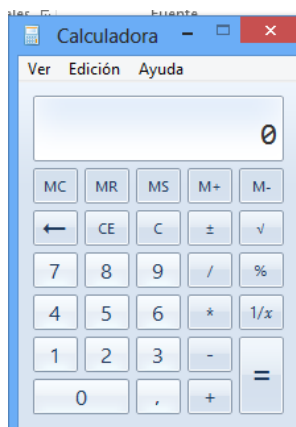 Fuente
Calculadora
Ver Edición Ayuda
0
MC MR MS M+ M-
← CE C ± √
7 8 9 / %
4 5 6 * 1/x
1 2 3 - =
0 , +